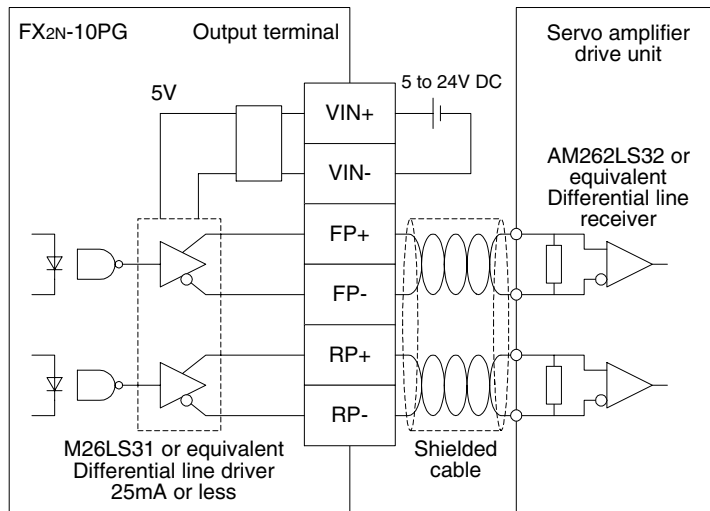 FX2N-10PG
Output terminal
Servo amplifier
drive unit
5V
5 to 24V DC
VIN+
VIN-
FP+
FP-
RP+
RP-
AM262LS32 or
equivalent
Differential line
receiver
M26LS31 or equivalent
Differential line driver
25mA or less
Shielded
cable